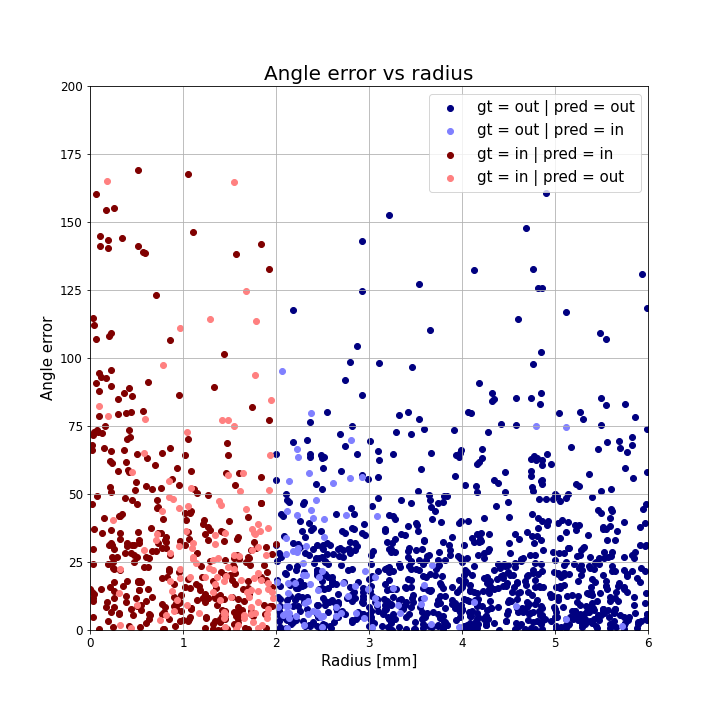 Angle error vs radius
gt = out | pred = out
gt = out | pred = in
gt = in | pred = in
gt = in | pred = out
200
175
150
125
100
75
50
25
0
Angle error
0 1 2 3 4 5 6
Radius [mm]